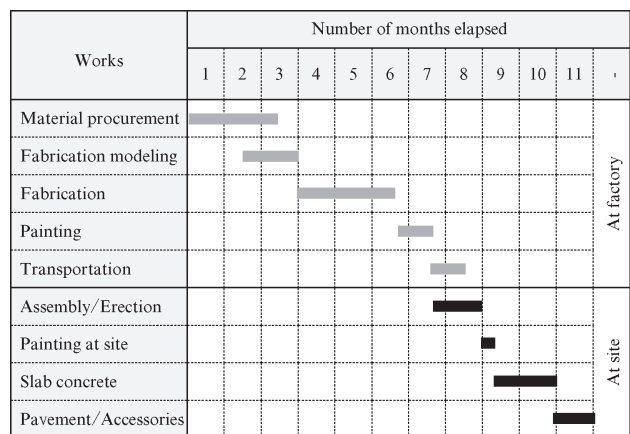 Works
Number of months elapsed
1 2 3 4 5 6 7 8 9 10 11
Material procurement
Fabrication modeling
Fabrication
Painting
Transportation
At factory
Assembly/Erection
Painting at site
Slab concrete
Pavement/Accessories
At site